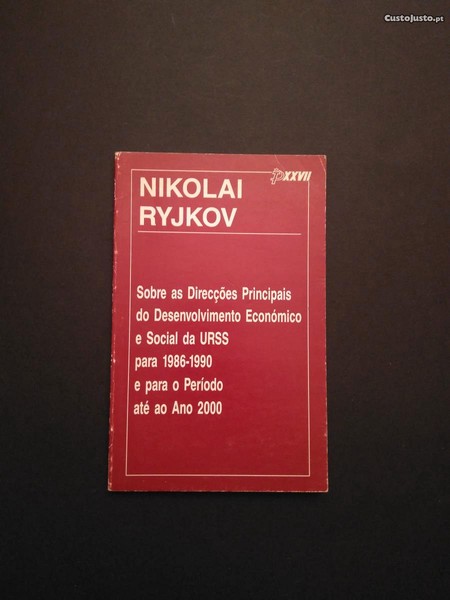 CustoJusto.pt
XXVII
NIKOLAI
RYJKOV
Sobre as Direcções Principais
do Desenvolvimento Económico
e Social da URSS
para 1986-1990
e para o Período
até ao Ano 2000